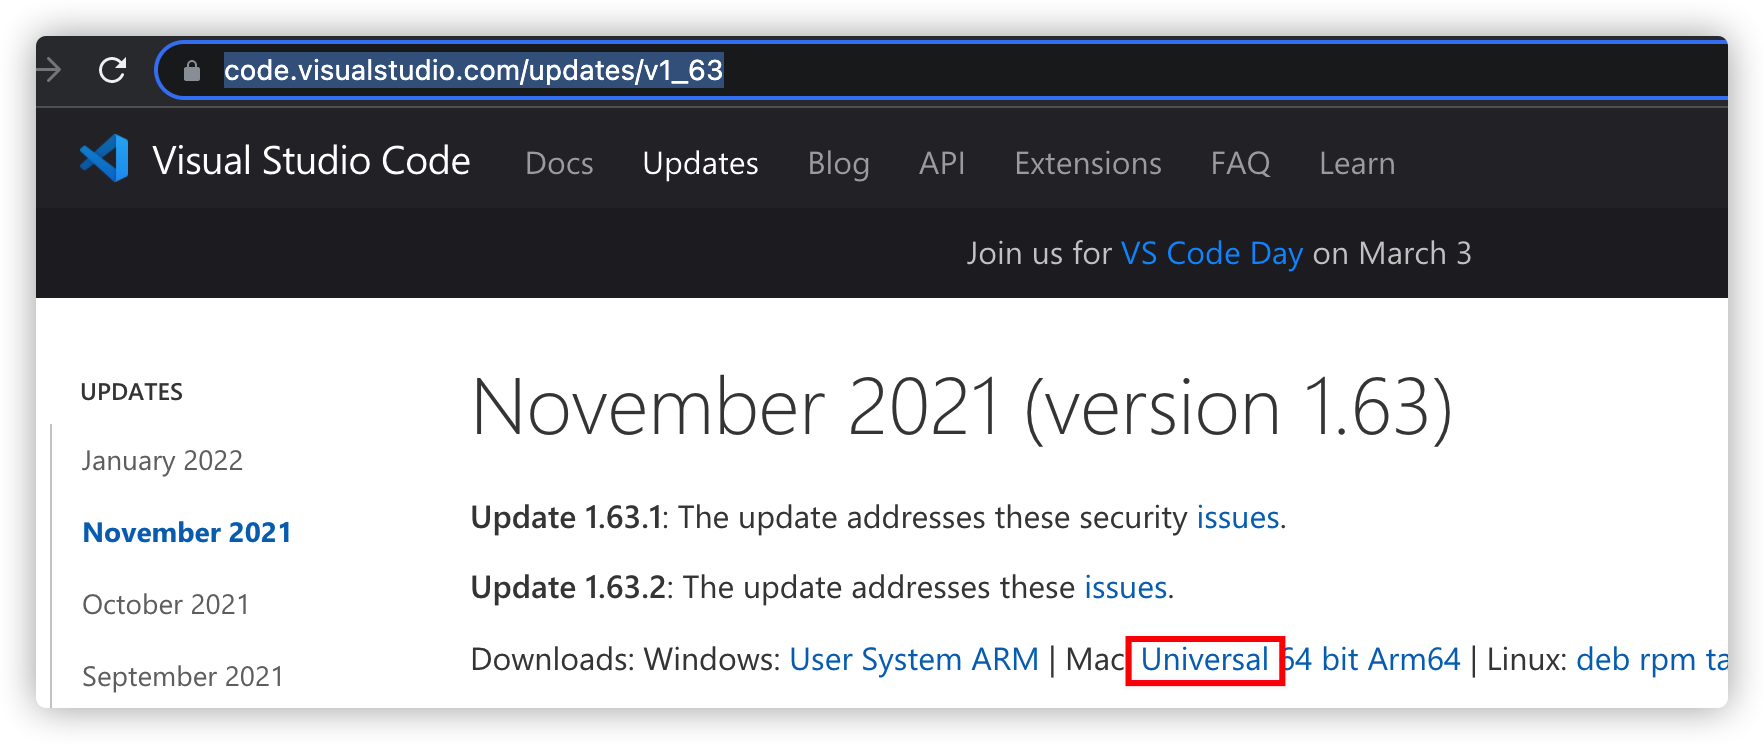 code.visualstudio.com/updates/v1_63
Visual Studio Code Docs Updates Blog API Extensions FAQ Learn
Join us for VS Code Day on March 3
UPDATES
January 2022
November 2021
October 2021
September 2021
November 2021 (version 1.63)
Update 1.63.1: The update addresses these security issues.
Update 1.63.2: The update addresses these issues.
Downloads: Windows: User System ARM | Mac Universal 64 bit Arm64 | Linux: deb rpm ta